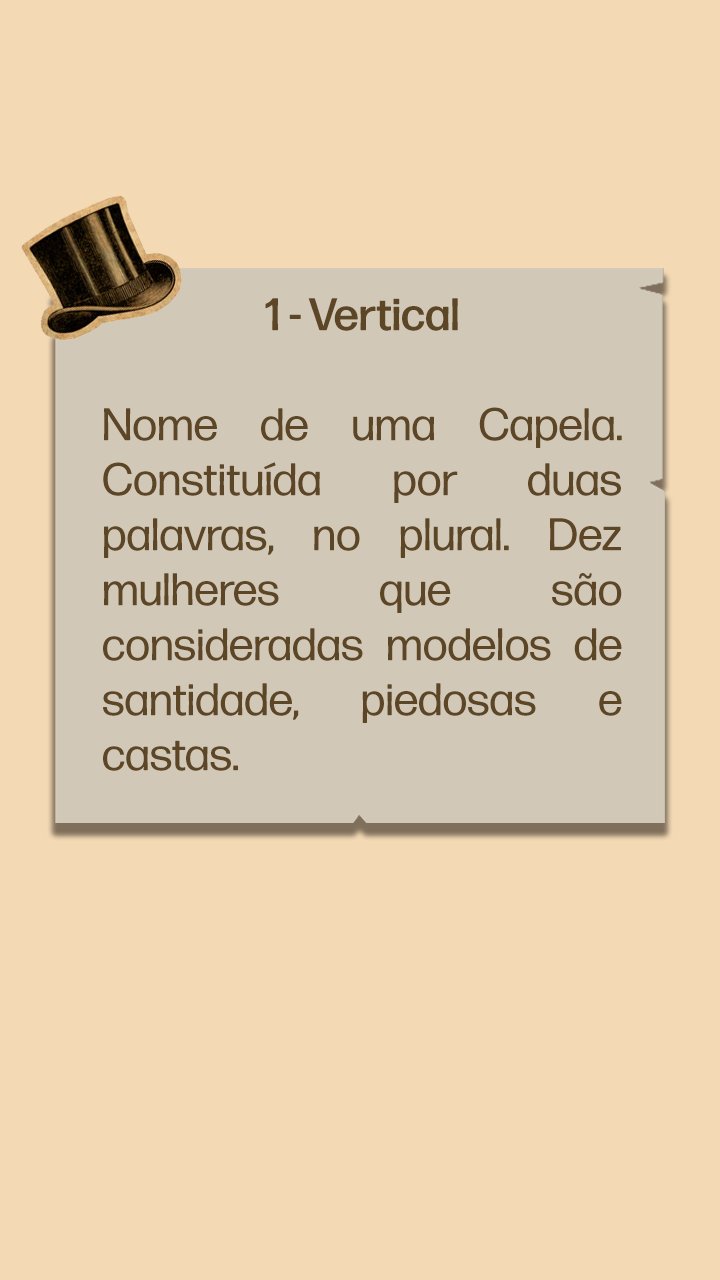 1 - Vertical
Nome de uma Capela.
Constituída por duas
palavras, no plural. Dez
mulheres que são
consideradas modelos de
santidade, piedosas e
castas.